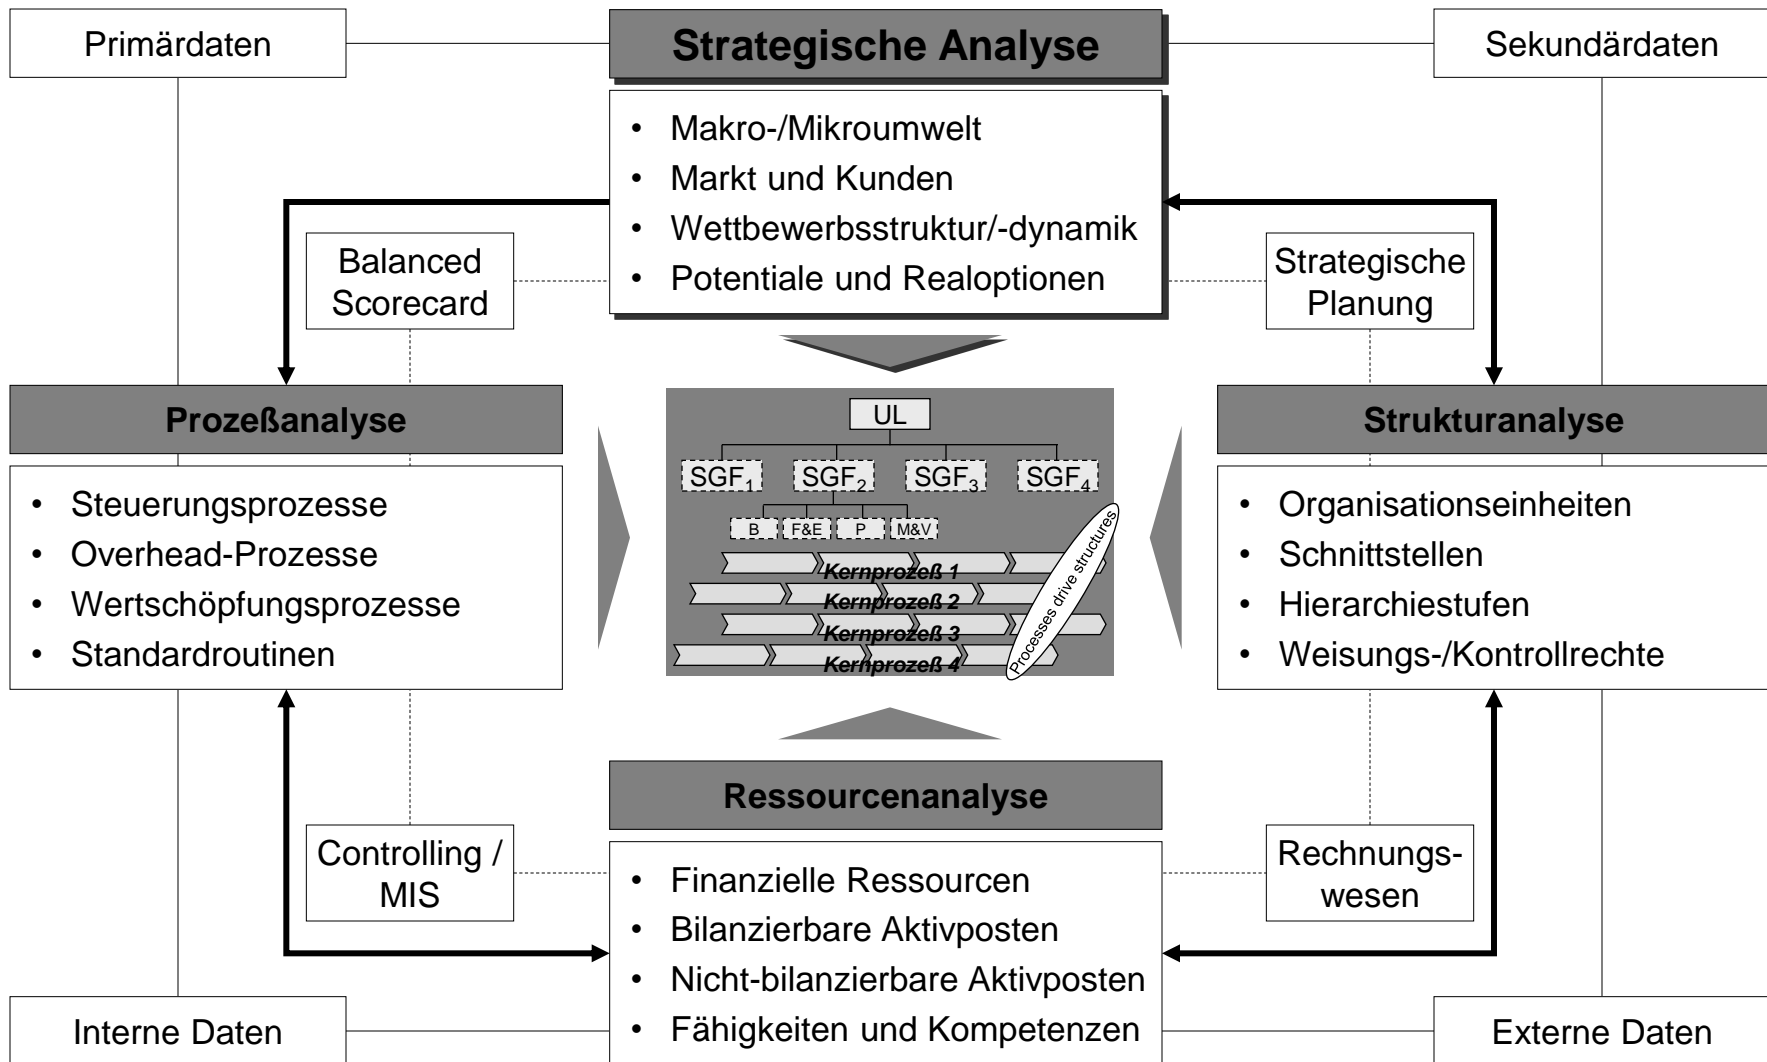 Primärdaten
Strategische Analyse
Sekundärdaten
• Makro-/Mikroumwelt
• Markt und Kunden
• Wettbewerbsstruktur/-dynamik
• Potentiale und Realoptionen
Balanced
Scorecard
Strategische
Planung
Prozeßanalyse
• Steuerungsprozesse
• Overhead-Prozesse
• Wertschöpfungsprozesse
• Standardroutinen
UL
SGF1 SGF2 SGF3 SGF4
B F&E P M&V
Kernprozeß 1
Kernprozeß 2
Kernprozeß 3
Kernprozeß 4
Processes drive structures
Strukturanalyse
• Organisationseinheiten
• Schnittstellen
• Hierarchiestufen
• Weisungs-/Kontrollrechte
Ressourcenanalyse
Controlling /
MIS
• Finanzielle Ressourcen
• Bilanzierbare Aktivposten
• Nicht-bilanzierbare Aktivposten
• Fähigkeiten und Kompetenzen
Rechnungs-
wesen
Interne Daten
Externe Daten